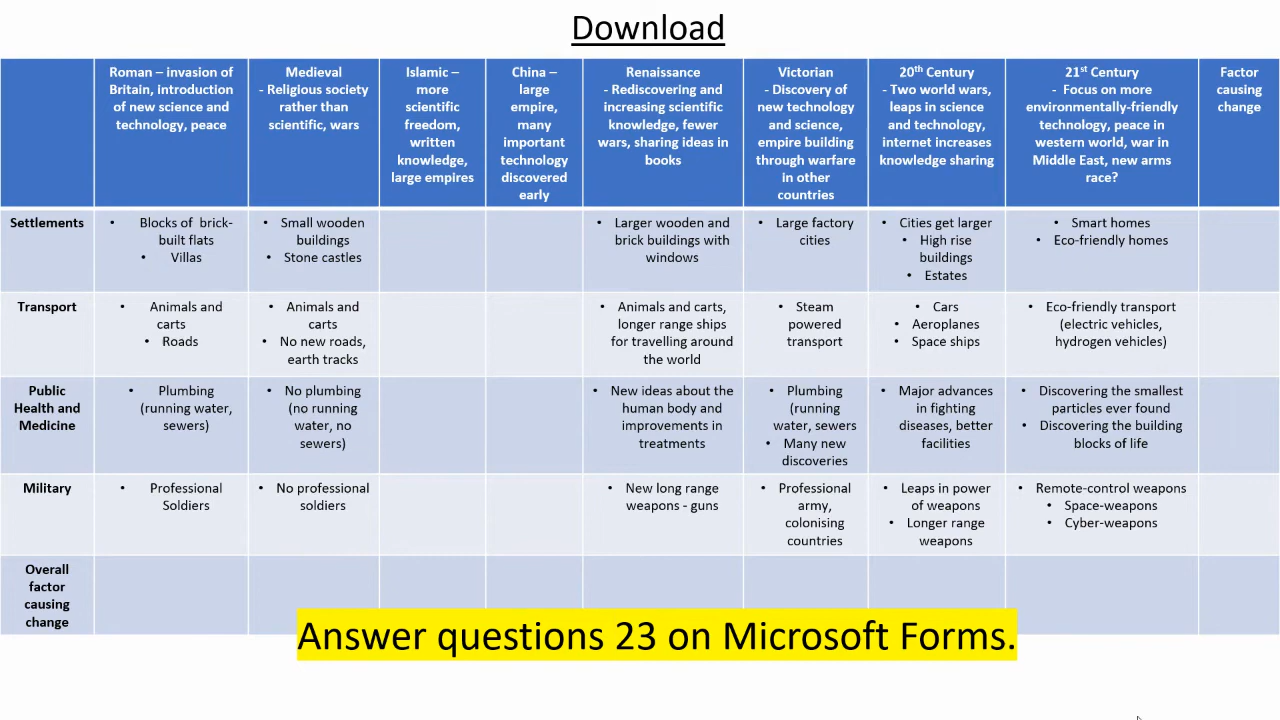 Download
Roman – invasion of
Britain, introduction
of new science and
technology, peace
Medieval
- Religious society
rather than
scientific, wars
Islamic –
more
scientific
freedom,
written
knowledge,
large empires
China –
large
empire,
many
important
technology
discovered
early
Renaissance
- Rediscovering and
increasing scientific
knowledge, fewer
wars, sharing ideas in
books
Victorian
- Discovery of
new technology
and science,
empire building
through warfare
in other
countries
20th Century
- Two world wars,
leaps in science
and technology,
internet increases
knowledge sharing
21st Century
- Focus on more
environmentally-friendly
technology, peace in
western world, war in
Middle East, new arms
race?
Factor
causing
change
Settlements
• Blocks of brick-
built flats
• Villas
• Small wooden
buildings
• Stone castles
• Larger wooden and
brick buildings with
windows
• Large factory
cities
• Cities get larger
• High rise
buildings
• Estates
• Smart homes
• Eco-friendly homes
Transport
• Animals and
carts
• Roads
• Animals and
carts
• No new roads,
earth tracks
• Animals and carts,
longer range ships
for travelling around
the world
• Steam
powered
transport
• Cars
• Aeroplanes
• Space ships
• Eco-friendly transport
(electric vehicles,
hydrogen vehicles)
Public
Health and
Medicine
• Plumbing
(running water,
sewers)
• No plumbing
(no running
water, no
sewers)
• New ideas about the
human body and
improvements in
treatments
• Plumbing
(running
water, sewers
• Many new
discoveries
• Major advances
in fighting
diseases, better
facilities
• Discovering the smallest
particles ever found
• Discovering the building
blocks of life
Military
• Professional
Soldiers
• No professional
soldiers
• New long range
weapons - guns
• Professional
army,
colonising
countries
• Leaps in power
of weapons
• Longer range
weapons
• Remote-control weapons
• Space-weapons
• Cyber-weapons
Overall
factor
causing
change
Answer questions 23 on Microsoft Forms.